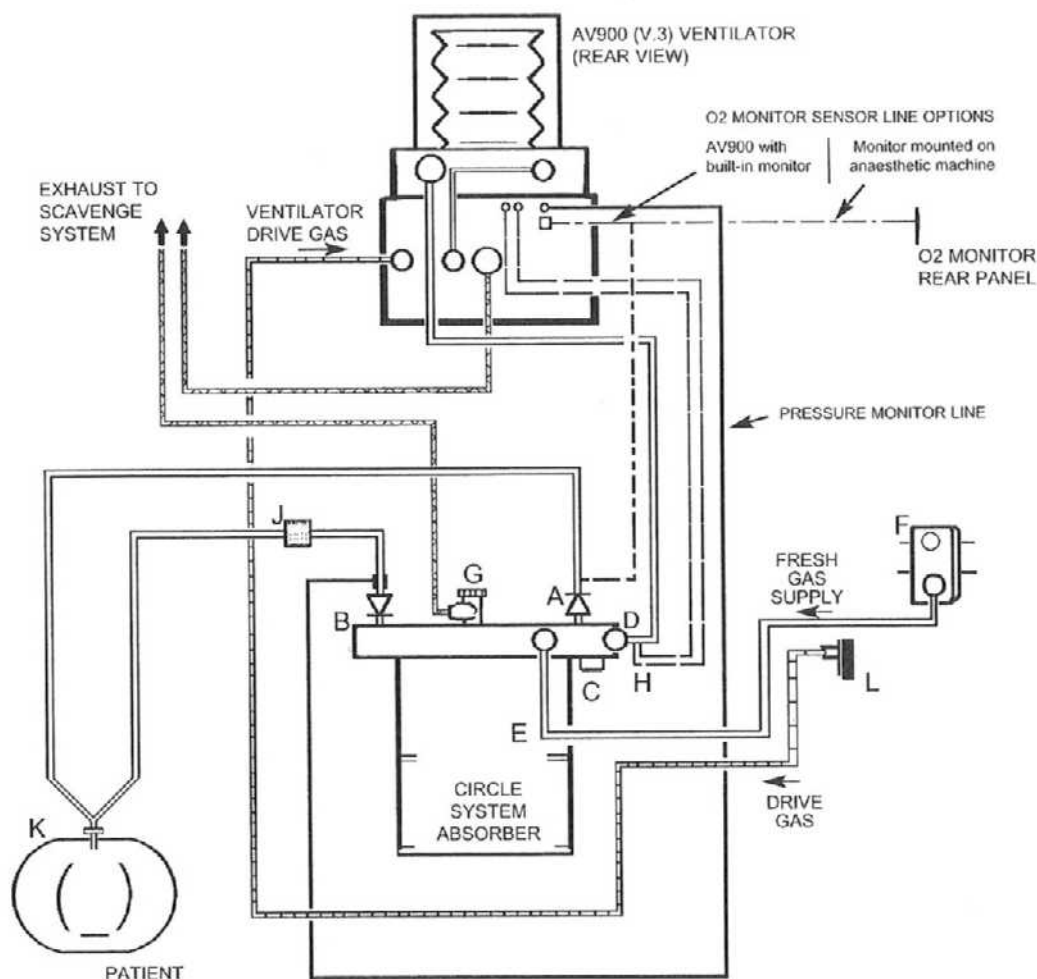 AV900 (V.3) VENTILATOR
(REAR VIEW)
O2 MONITOR SENSOR LINE OPTIONS
AV900 with
built-in monitor
Monitor mounted on
anaesthetic machine
EXHAUST TO
SCAVENGE
SYSTEM
VENTILATOR
DRIVE GAS
O2 MONITOR
REAR PANEL
PRESSURE MONITOR LINE
J
F
FRESH
GAS
SUPPLY
G
A
B
D
L
C
H
E
CIRCLE
SYSTEM
ABSORBER
DRIVE
GAS
K
PATIENT